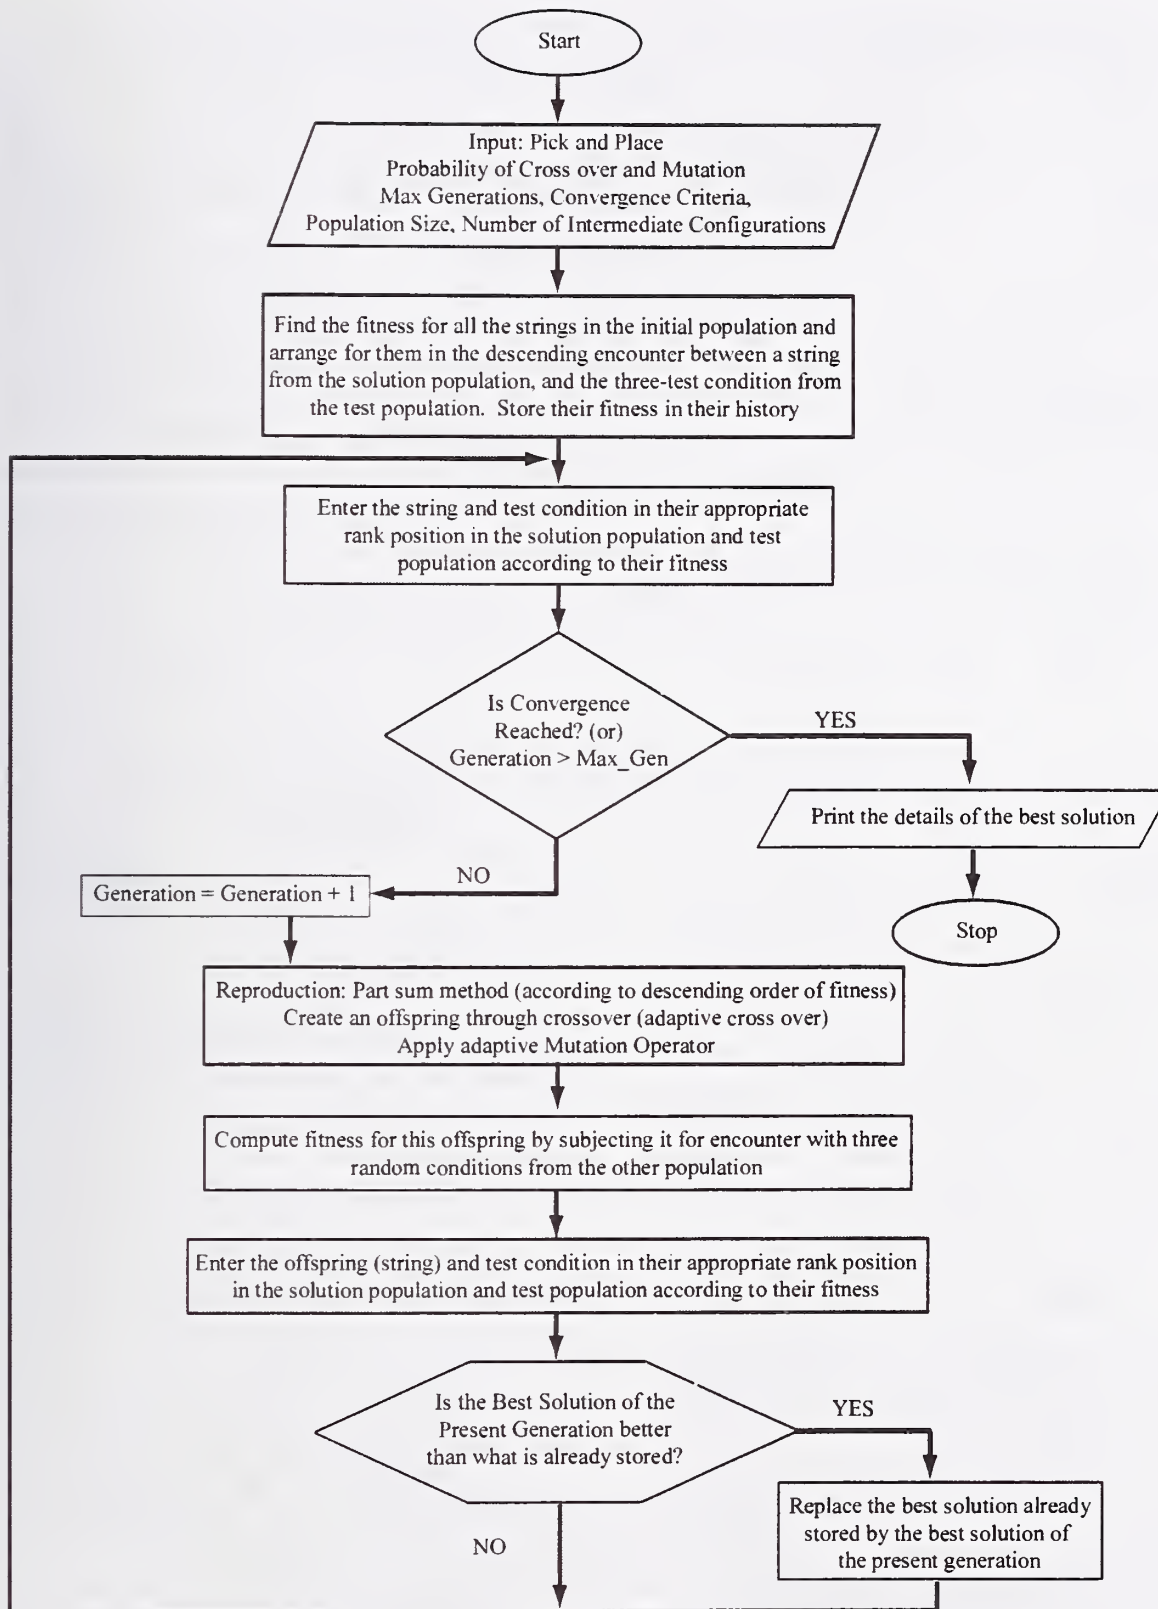 Start
Input: Pick and Place
Probability of Cross over and Mutation
Max Generations, Convergence Criteria,
Population Size, Number of Intermediate Configurations
Find the fitness for all the strings in the initial population and
arrange for them in the descending encounter between a string
from the solution population, and the three-test condition from
the test population. Store their fitness in their history
Enter the string and test condition in their appropriate
rank position in the solution population and test
population according to their fitness
Is Convergence
Reached? (or)
Generation > Max_Gen
YES
Print the details of the best solution
Stop
NO
Generation = Generation + 1
Reproduction: Part sum method (according to descending order of fitness)
Create an offspring through crossover (adaptive cross over)
Apply adaptive Mutation Operator
Compute fitness for this offspring by subjecting it for encounter with three
random conditions from the other population
Enter the offspring (string) and test condition in their appropriate rank position
in the solution population and test population according to their fitness
Is the Best Solution of the
Present Generation better
than what is already stored?
YES
Replace the best solution already
stored by the best solution of
the present generation
NO